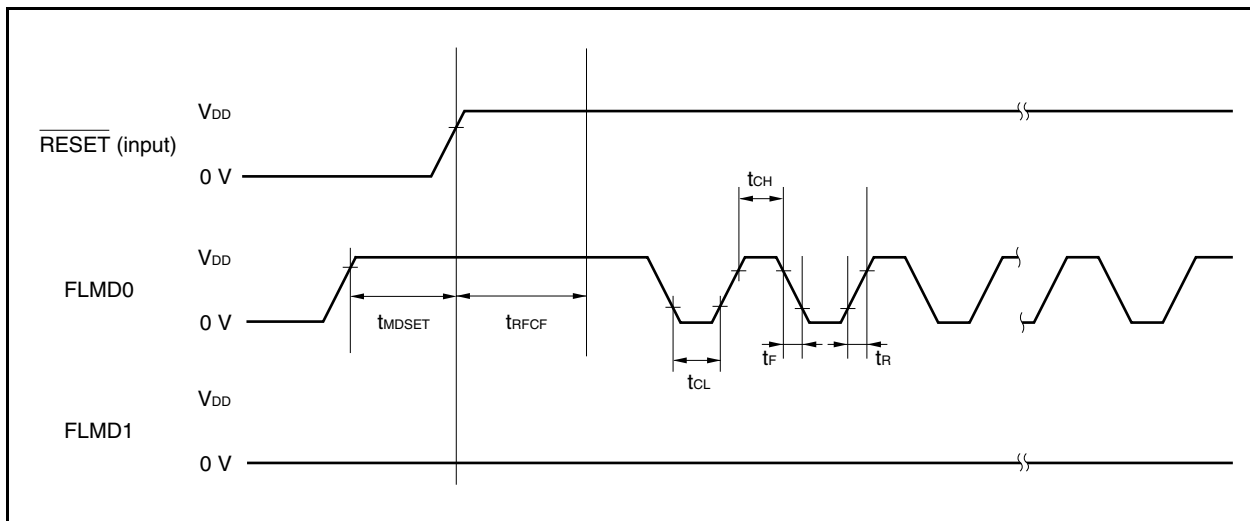 VDD
RESET (input)
0 V
tCH
VDD
FLMD0
tMDSET
tRFCF
0 V
tF
tR
tCL
VDD
FLMD1
0 V